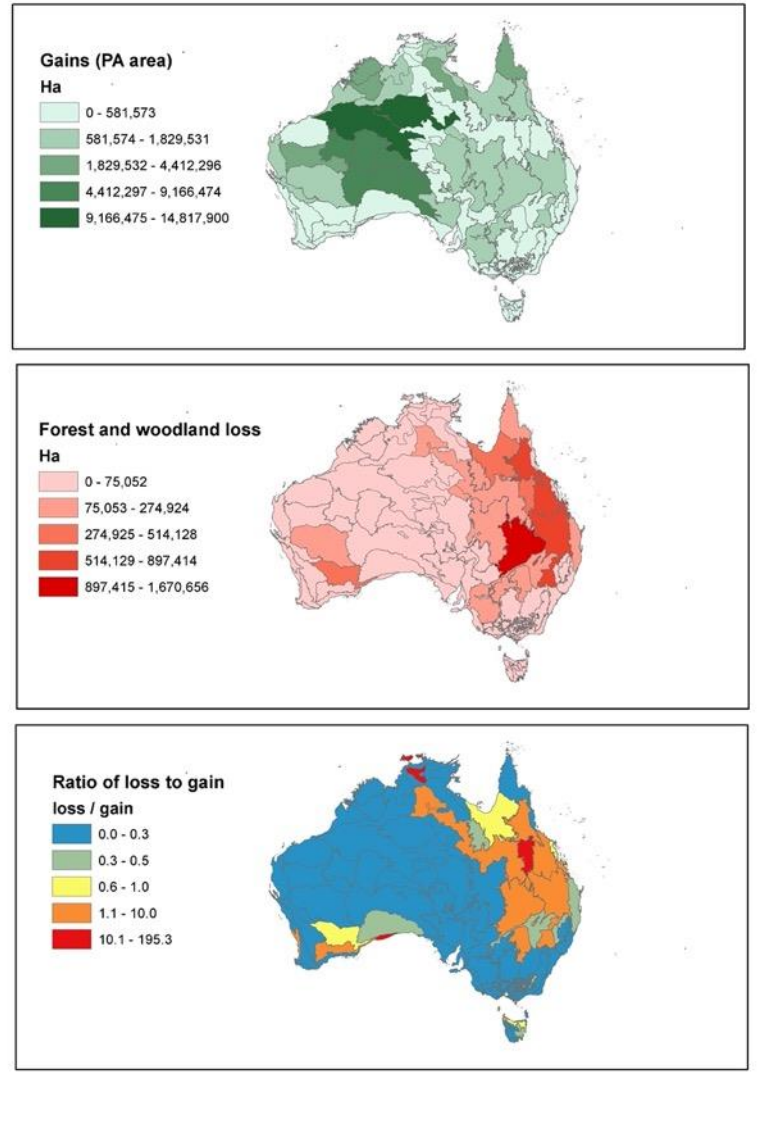 Gains (PA area)
Ha
0 - 581,573
581,574 - 1,829,531
1,829,532 - 4,412,296
4,412,297 - 9,166,474
9,166,475 - 14,817,900
Forest and woodland loss
Ha
0 - 75,052
75,053 - 274,924
274,925 - 514,128
514,129 - 897,414
897,415 - 1,670,656
Ratio of loss to gain
loss / gain
0.0 - 0.3
0.3 - 0.5
0.6 - 1.0
1.1 - 10.0
10.1 - 195.3